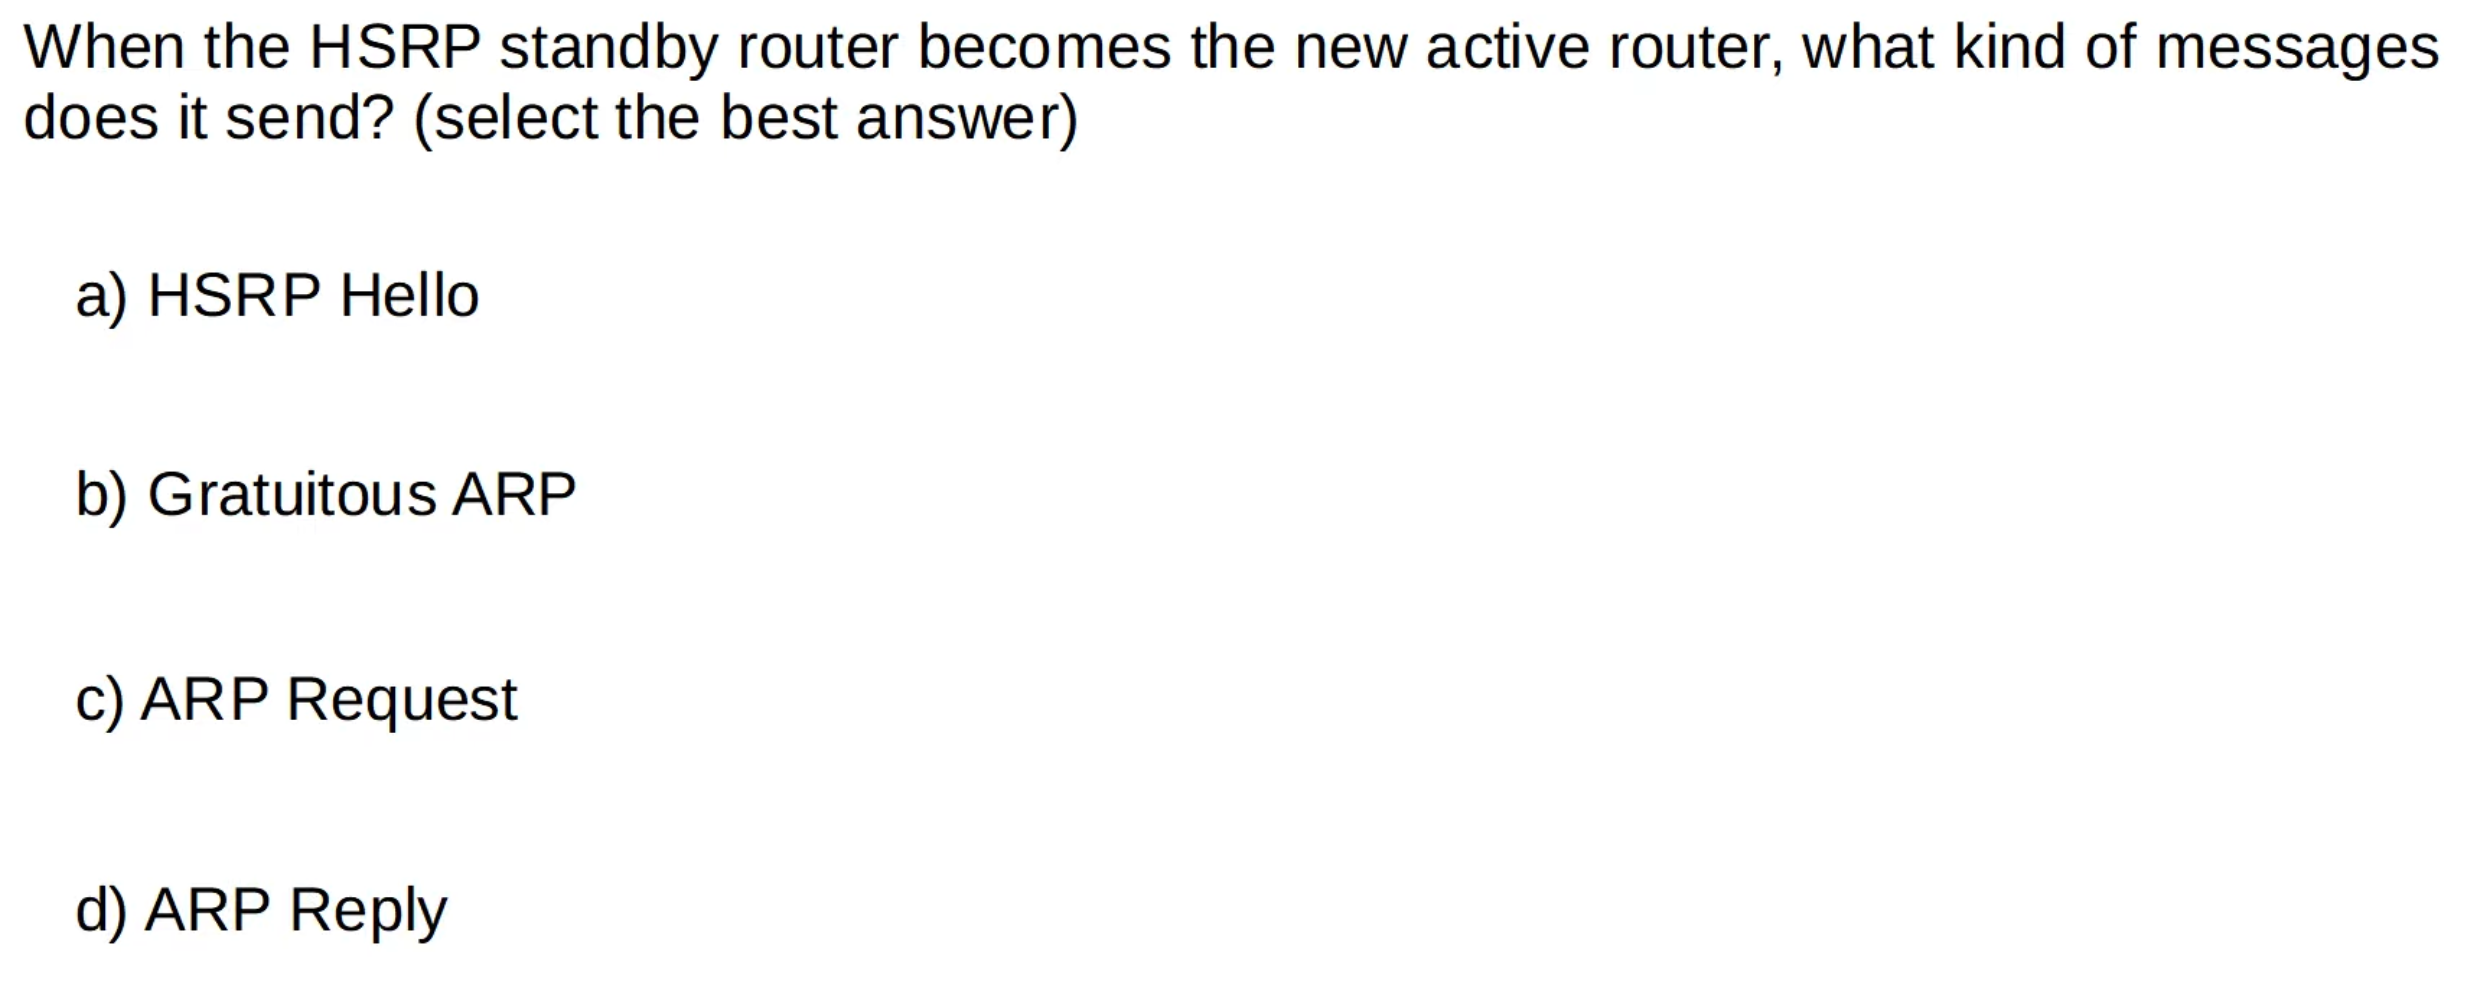 When the HSRP standby router becomes the new active router, what kind of messages
does it send? (select the best answer)
a) HSRP Hello
b) Gratuitous ARP
c) ARP Request
d) ARP Reply